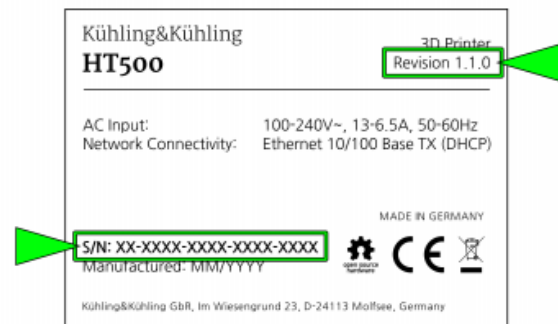 Kühling&Kühling
HT500
3D Printer
Revision 1.1.0
AC Input: 100-240V~, 13-6.5A, 50-60Hz
Network Connectivity: Ethernet 10/100 Base TX (DHCP)
MADE IN GERMANY
S/N: XX-XXXX-XXXX-XXXX-XXXX
Manufactured: MM/YYYY
open source
hardware
CE
Kühling&Kühling GbR, Im Wiesengrund 23, D-24113 Molfsee, Germany